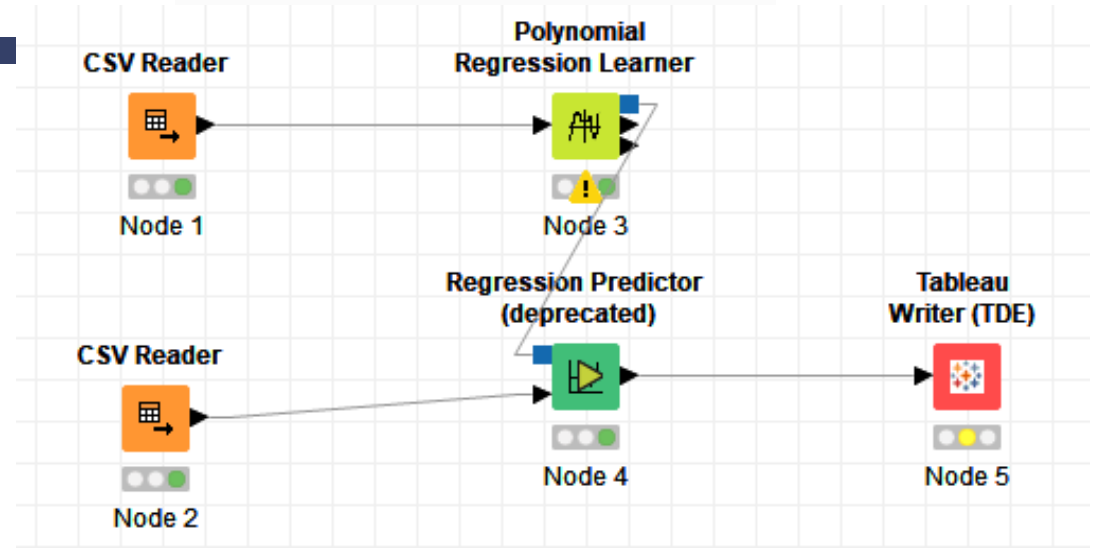 Polynomial
Regression Learner
CSV Reader
Node 1
Node 3
Regression Predictor
(deprecated)
Tableau
Writer (TDE)
CSV Reader
Node 4
Node 5
Node 2